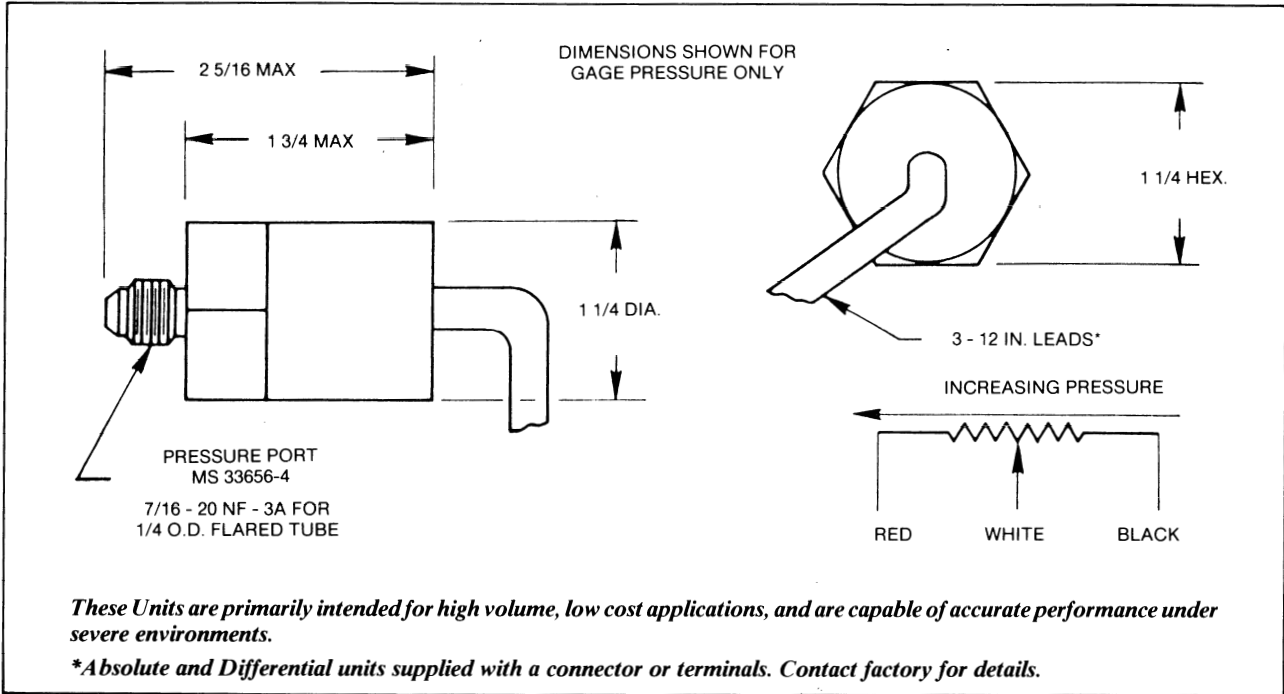 DIMENSIONS SHOWN FOR
GAGE PRESSURE ONLY
2 5/16 MAX
1 3/4 MAX
1 1/4 DIA.
PRESSURE PORT
MS 33656-4
7/16 - 20 NF - 3A FOR
1/4 O.D. FLARED TUBE
1 1/4 HEX.
3 - 12 IN. LEADS*
INCREASING PRESSURE
RED WHITE BLACK
These Units are primarily intended for high volume, low cost applications, and are capable of accurate performance under
severe environments.
*Absolute and Differential units supplied with a connector or terminals. Contact factory for details.